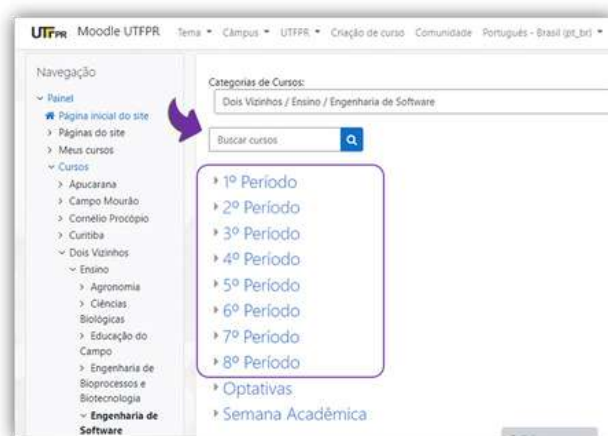 UTFPR Moodle UTFPR Tema Câmpus UTFPR Criação de curso Comunidade Português - Brasil (pt_br)
Navegação
Painel
Página inicial do site
Páginas do site
Meus cursos
Cursos
Apucarana
Campo Mourão
Cornélio Procópio
Curitiba
Dois Vizinhos
Ensino
Agronomia
Ciências
Biológicas
Educação do
Campo
Engenharia de
Bioprocessos e
Biotecnologia
Engenharia de
Software
Categorias de Cursos:
Dois Vizinhos / Ensino / Engenharia de Software
Buscar cursos
1º Período
2º Período
3º Período
4º Período
5º Período
6º Período
7º Período
8º Período
Optativas
Semana Acadêmica